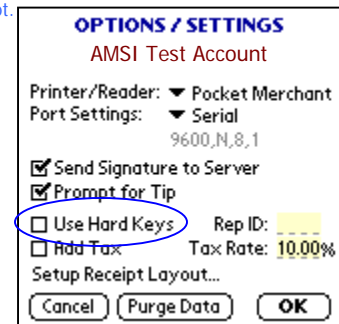 pt.
OPTIONS / SETTINGS
AMSI Test Account
Printer/Reader: Pocket Merchant
Port Settings: Serial
9600,N,8,1
Send Signature to Server
Prompt for Tip
Use Hard Keys Rep ID:
Add Tax Tax Rate: 10.00%
Setup Receipt Layout...
Cancel Purge Data OK